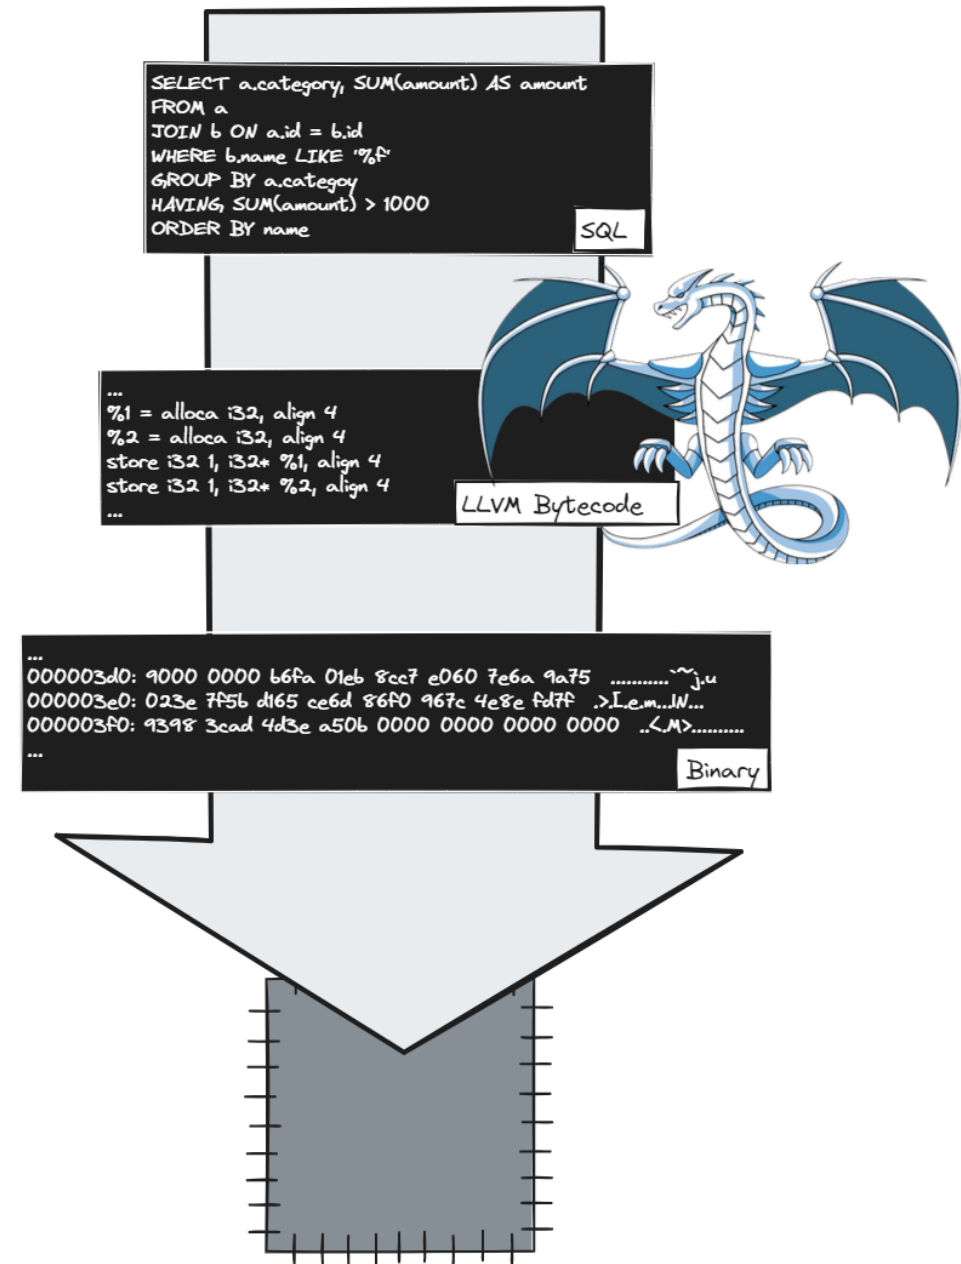 SELECT a.category, SUM(amount) AS amount
FROM a
JOIN b ON a.id = b.id
WHERE b.name LIKE '%f'
GROUP BY a.categoy
HAVING, SUM(amount) > 1000
ORDER BY name
SQL
...
%1 = alloca i32, align 4
%2 = alloca i32, align 4
store i32 1, i32* %1, align 4
store i32 1, i32* %2, align 4
...
LLVM Bytecode
...
000003d0: 9000 0000 b6fa 01eb 8cc7 e060 7e6a 9a75 ...........`~j.u
000003e0: 023e 7f5b d165 ce6d 86f0 967c 4e8e fd7f .>.[.e.m...|N...
000003f0: 9398 3cad 4d3e a50b 0000 0000 0000 0000 ..<.M>..........
...
Binary